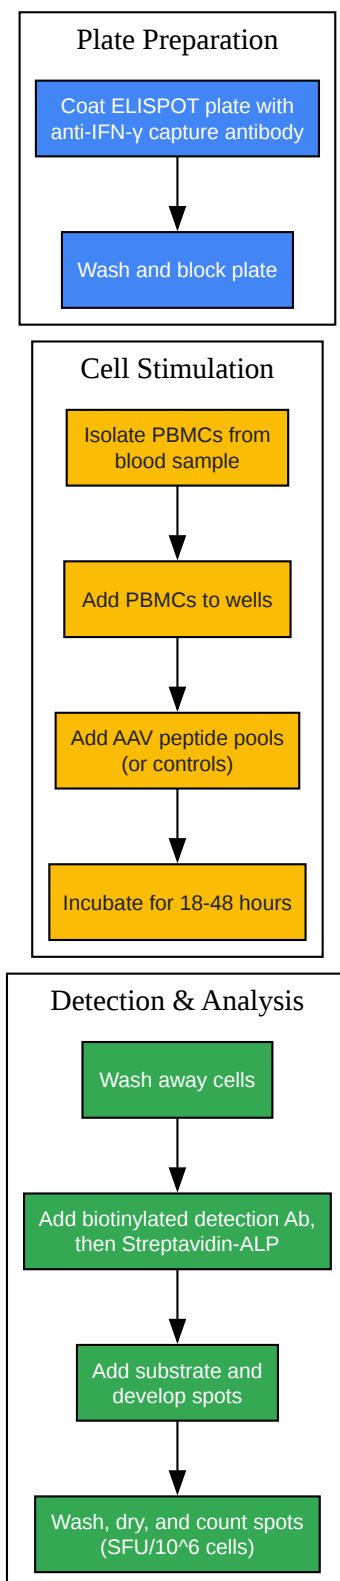 Plate Preparation
Coat ELISPOT plate with
anti-IFN-γ capture antibody
Wash and block plate
Cell Stimulation
Isolate PBMCs from
blood sample
Add PBMCs to wells
Add AAV peptide pools
(or controls)
Incubate for 18-48 hours
Detection & Analysis
Wash away cells
Add biotinylated detection Ab,
then Streptavidin-ALP
Add substrate and
develop spots
Wash, dry, and count spots
(SFU/10^6 cells)